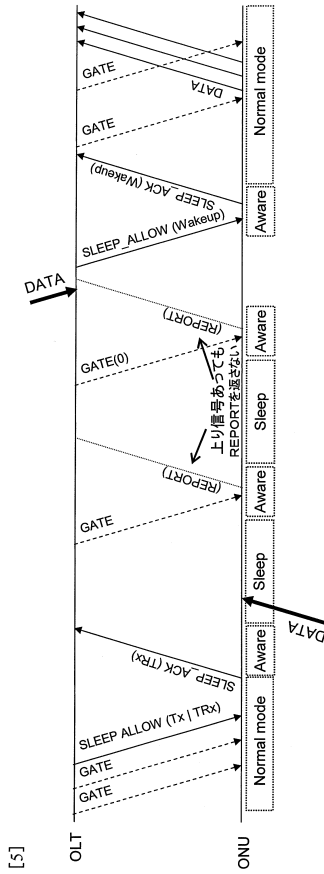 [5]
OLT
ONU
GATE
GATE
SLEEP ALLOW (Tx | TRx)
SLEEP_ACK (TRx)
DATA
GATE
(REPORT)
上り信号あっても
REPORTを返さない
GATE(0)
(REPORT)
DATA
SLEEP_ALLOW (Wakeup)
SLEEP_ACK (Wakeup)
GATE
GATE
DATA
Normal mode
Aware
Sleep
Aware
Sleep
Aware
Aware
Normal mode